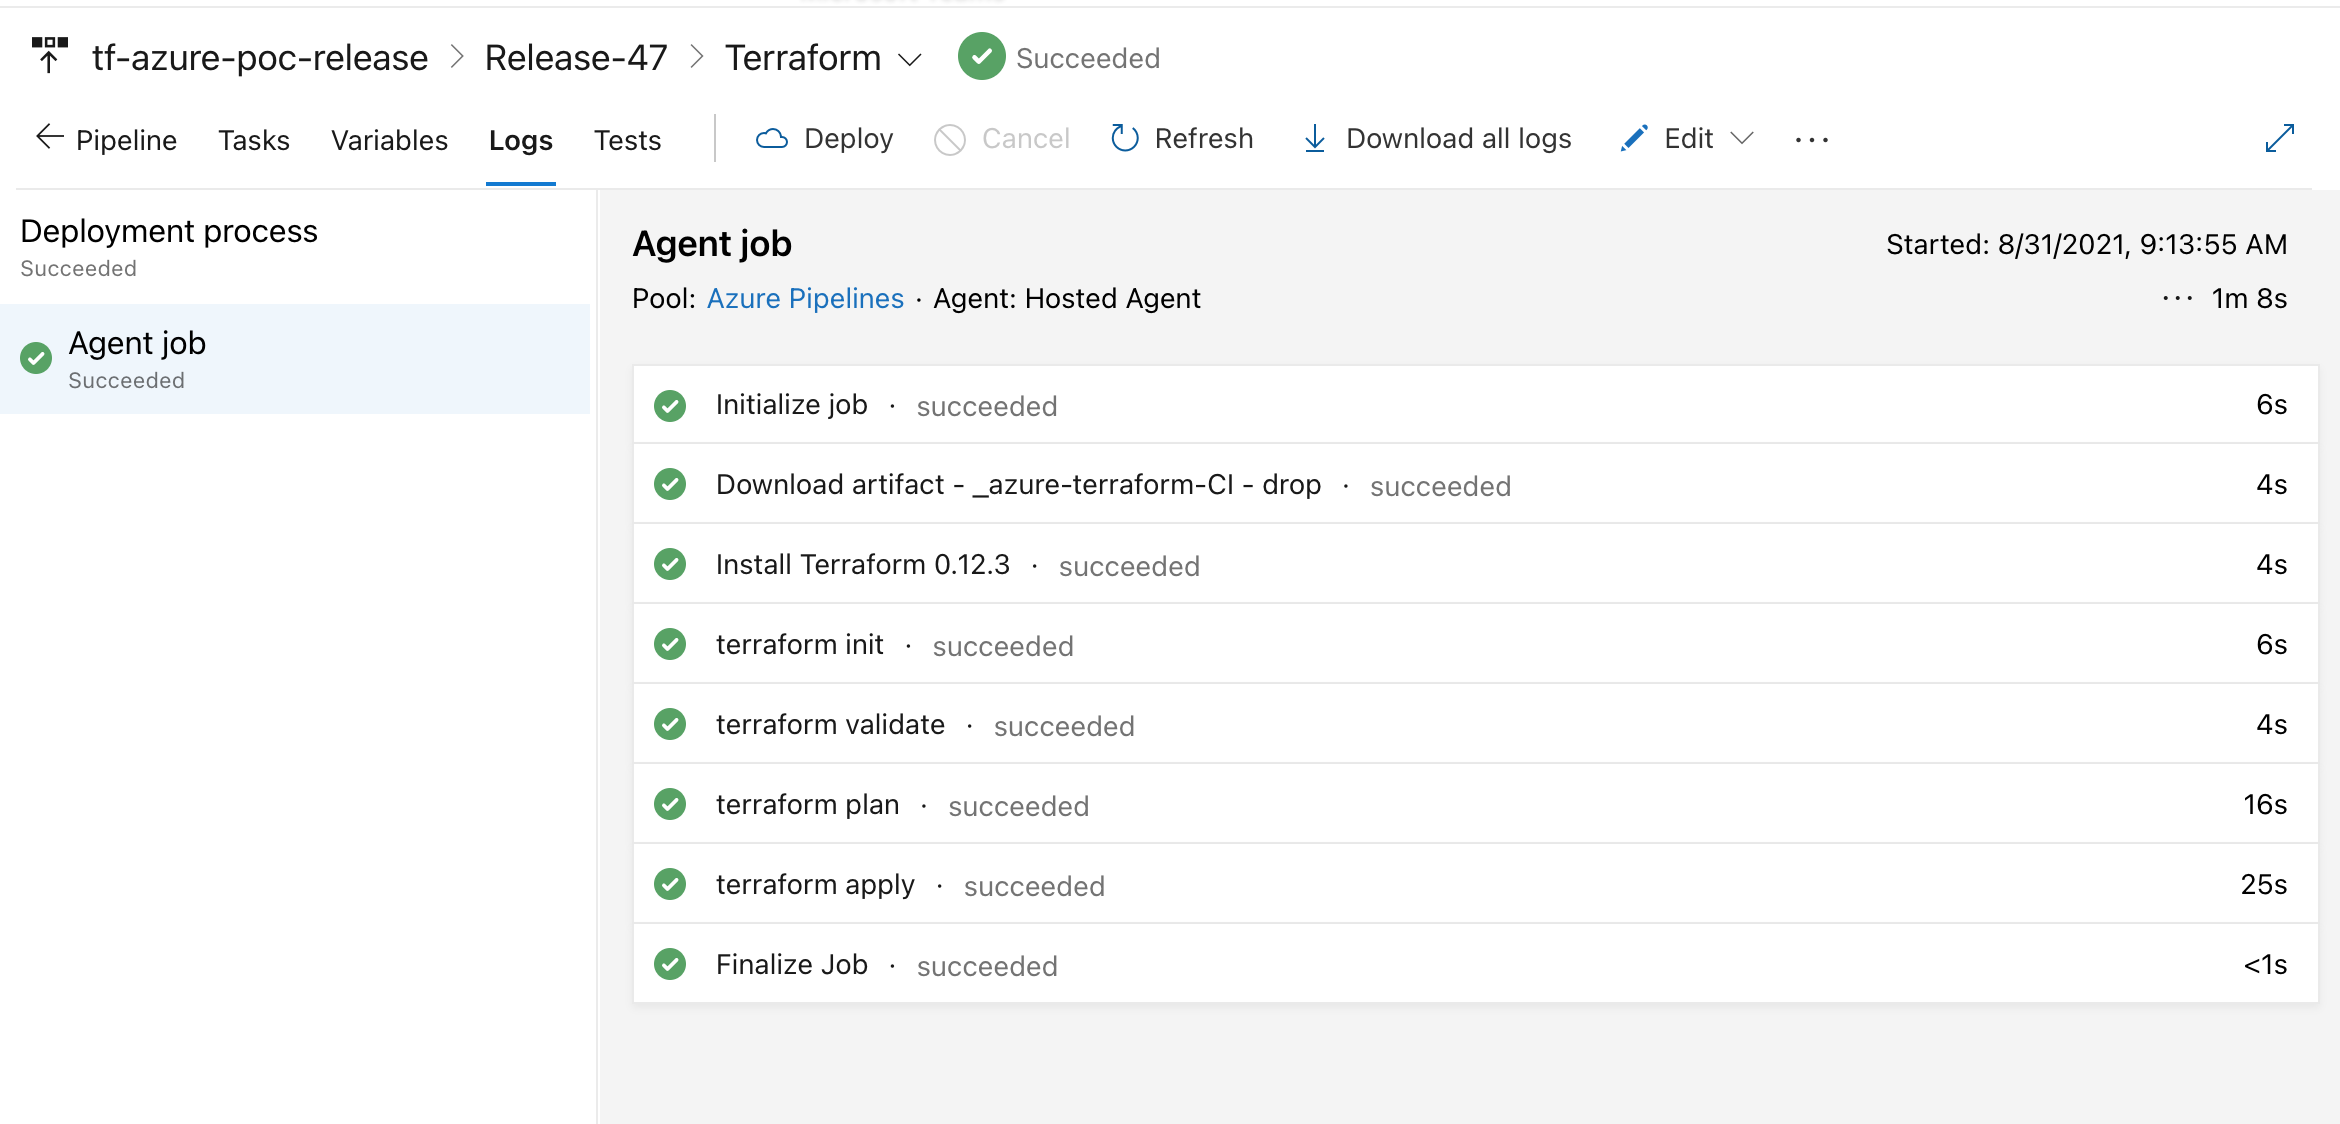 tf-azure-poc-release > Release-47 > Terraform Succeeded
← Pipeline Tasks Variables Logs Tests Deploy Cancel Refresh Download all logs Edit ...
Deployment process
Succeeded
Agent job
Succeeded
Agent job Started: 8/31/2021, 9:13:55 AM
Pool: Azure Pipelines · Agent: Hosted Agent ... 1m 8s
Initialize job · succeeded 6s
Download artifact - _azure-terraform-CI - drop · succeeded 4s
Install Terraform 0.12.3 · succeeded 4s
terraform init · succeeded 6s
terraform validate · succeeded 4s
terraform plan · succeeded 16s
terraform apply · succeeded 25s
Finalize Job · succeeded <1s